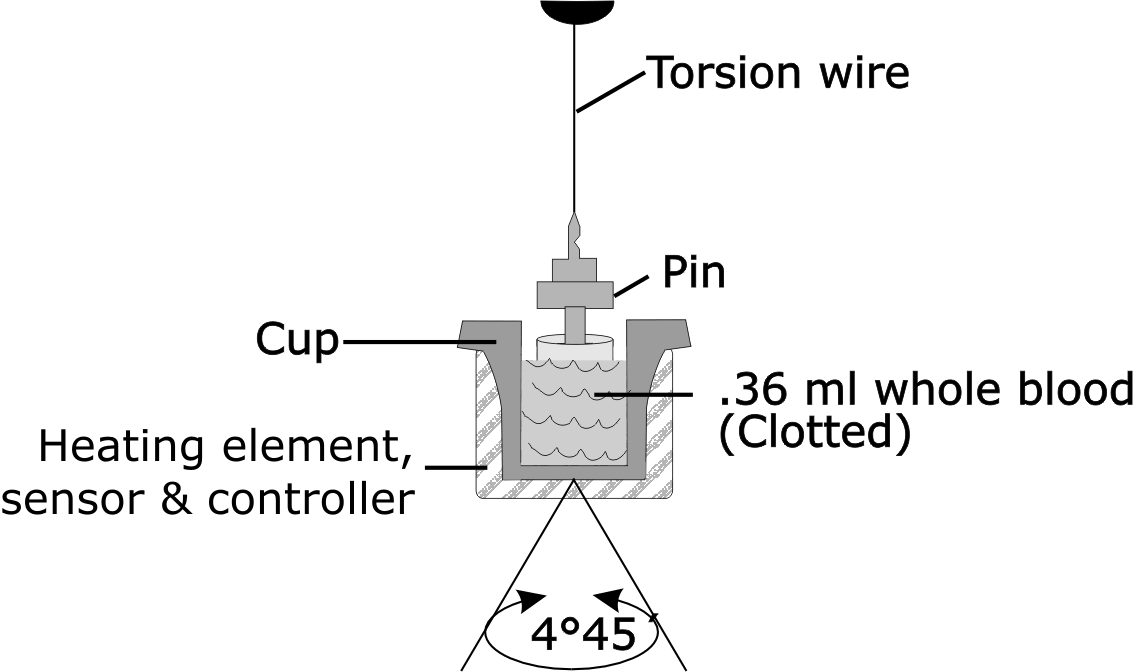 Torsion wire
Pin
Cup
.36 ml whole blood
(Clotted)
Heating element,
sensor & controller
4°45